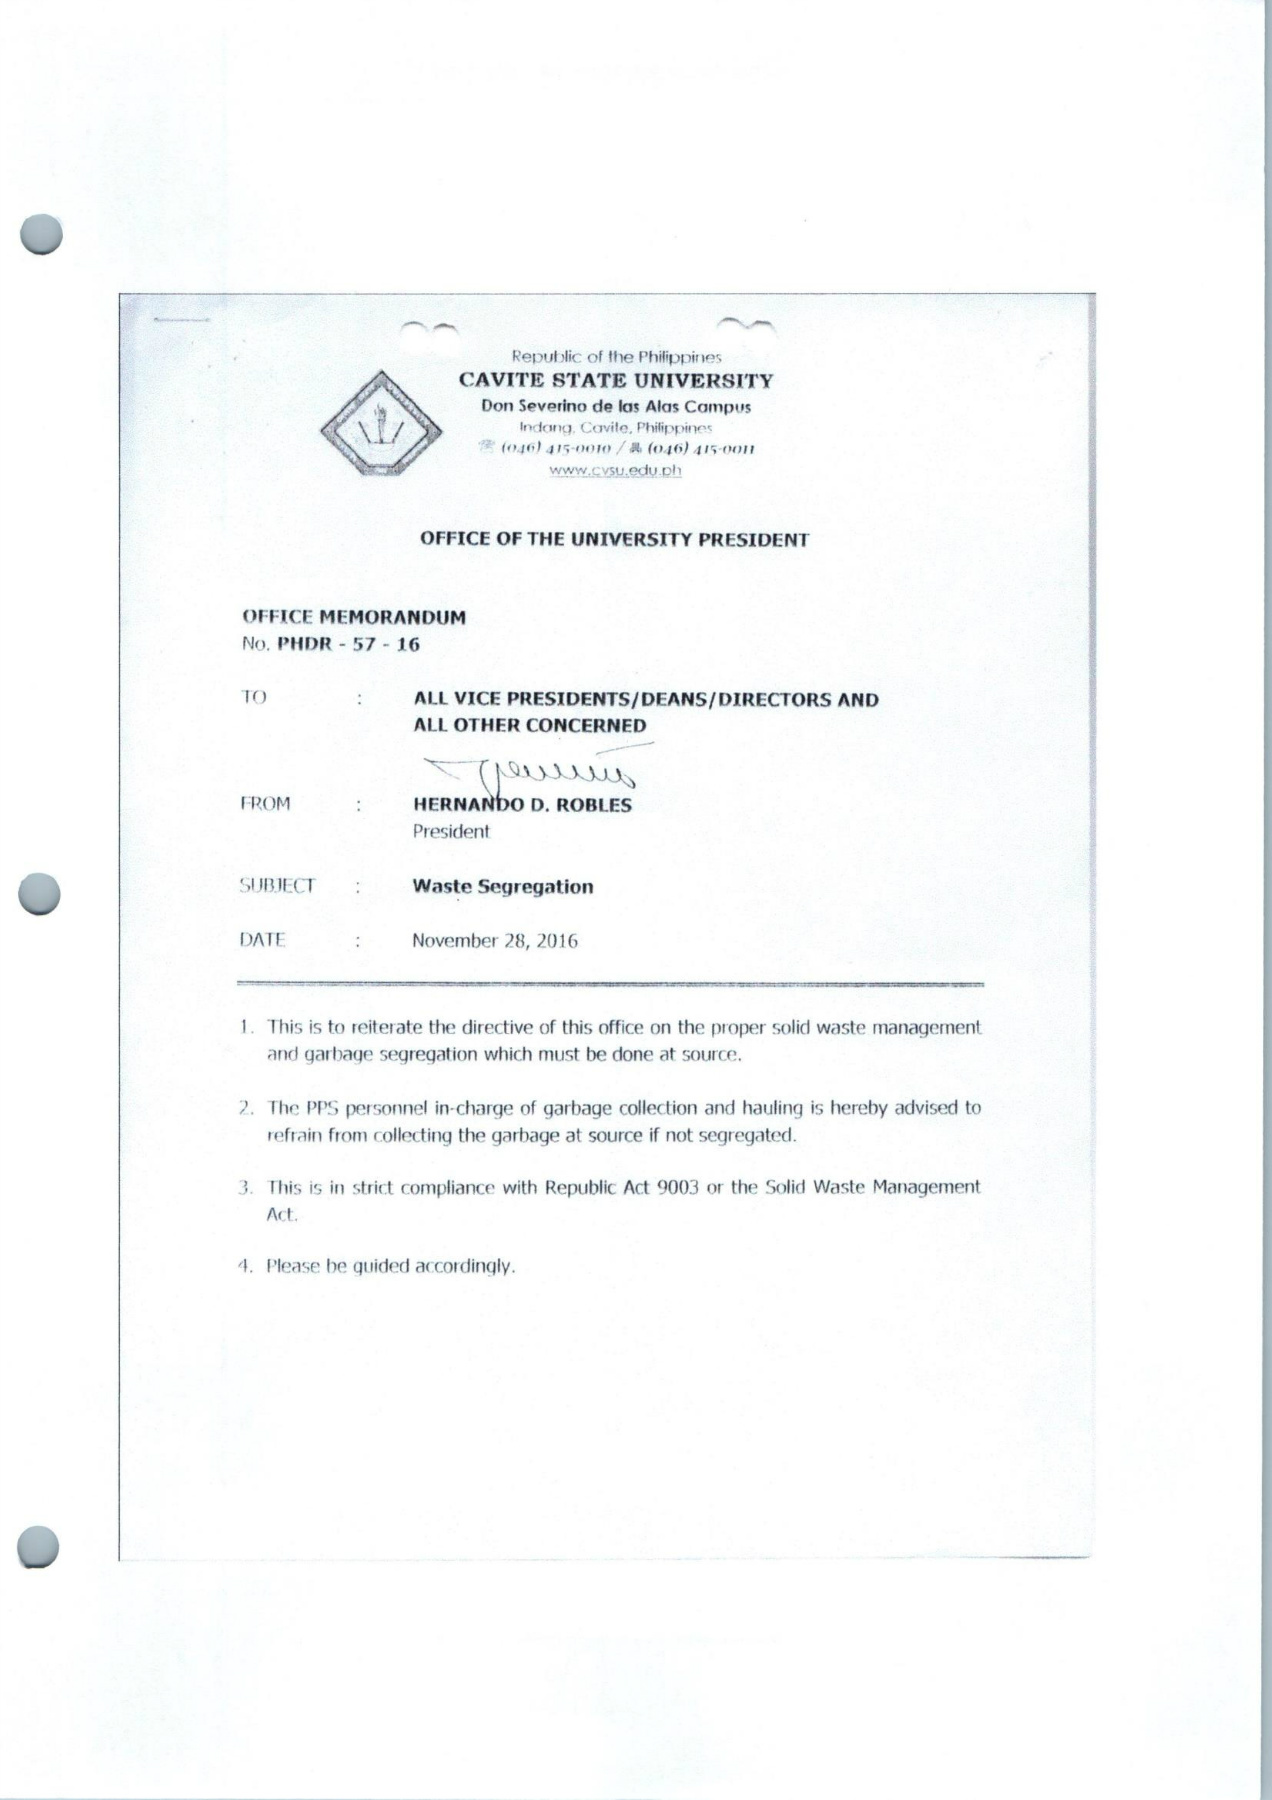 Republic of the Philippines
CAVITE STATE UNIVERSITY
Don Severino de las Alas Campus
Indang, Cavite, Philippines
☏ (046) 415-0010 / (046) 415-0011
www.cvsu.edu.ph
OFFICE OF THE UNIVERSITY PRESIDENT
OFFICE MEMORANDUM
No. PHDR - 57 - 16
TO : ALL VICE PRESIDENTS/DEANS/DIRECTORS AND
ALL OTHER CONCERNED
FROM : HERNANDO D. ROBLES
President
SUBJECT : Waste Segregation
DATE : November 28, 2016
1. This is to reiterate the directive of this office on the proper solid waste management
and garbage segregation which must be done at source.
2. The PPS personnel in-charge of garbage collection and hauling is hereby advised to
refrain from collecting the garbage at source if not segregated.
3. This is in strict compliance with Republic Act 9003 or the Solid Waste Management
Act.
4. Please be guided accordingly.